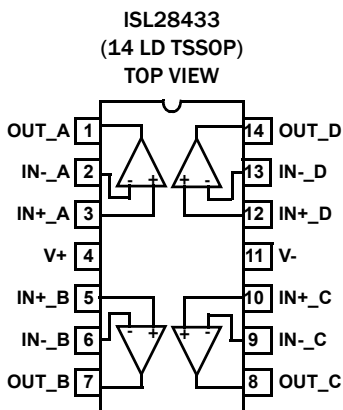 ISL28433
(14 LD TSSOP)
TOP VIEW
OUT_A 1 14 OUT_D
IN-_A 2 13 IN-_D
- + + -
IN+_A 3 12 IN+_D
V+ 4 11 V-
IN+_B 5 10 IN+_C
- + + -
IN-_B 6 9 IN-_C
OUT_B 7 8 OUT_C